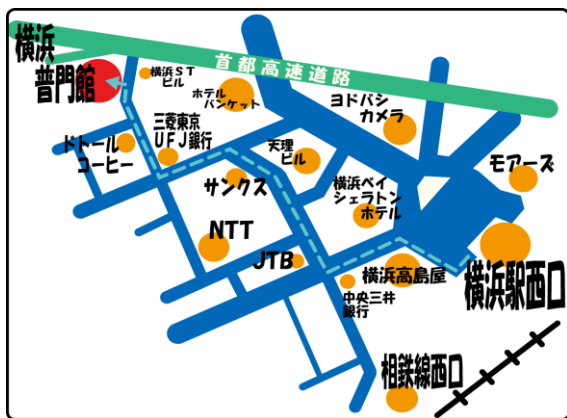 首都高速道路
横浜
普門館
横浜ST
ビル
ホテル
バンケット
ヨドバシ
カメラ
三菱東京
UFJ銀行
ドトール
コーヒー
天理
ビル
モアーズ
サンクス
横浜ベイ
シェラトン
ホテル
NTT
JTB
横浜高島屋
横浜駅西口
中央三井
銀行
相鉄線西口